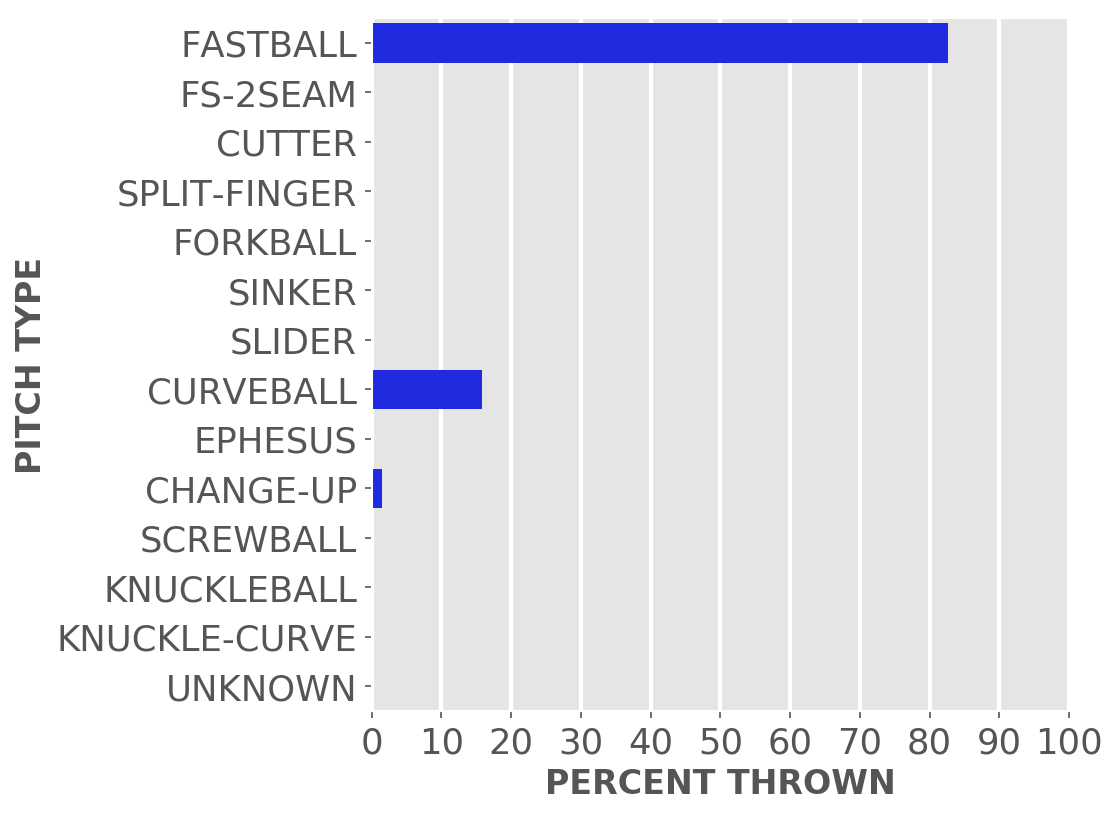 FASTBALL
FS-2SEAM
CUTTER
SPLIT-FINGER
FORKBALL
SINKER
SLIDER
CURVEBALL
EPHESUS
CHANGE-UP
SCREWBALL
KNUCKLEBALL
KNUCKLE-CURVE
UNKNOWN
PITCH TYPE
0 10 20 30 40 50 60 70 80 90 100
PERCENT THROWN